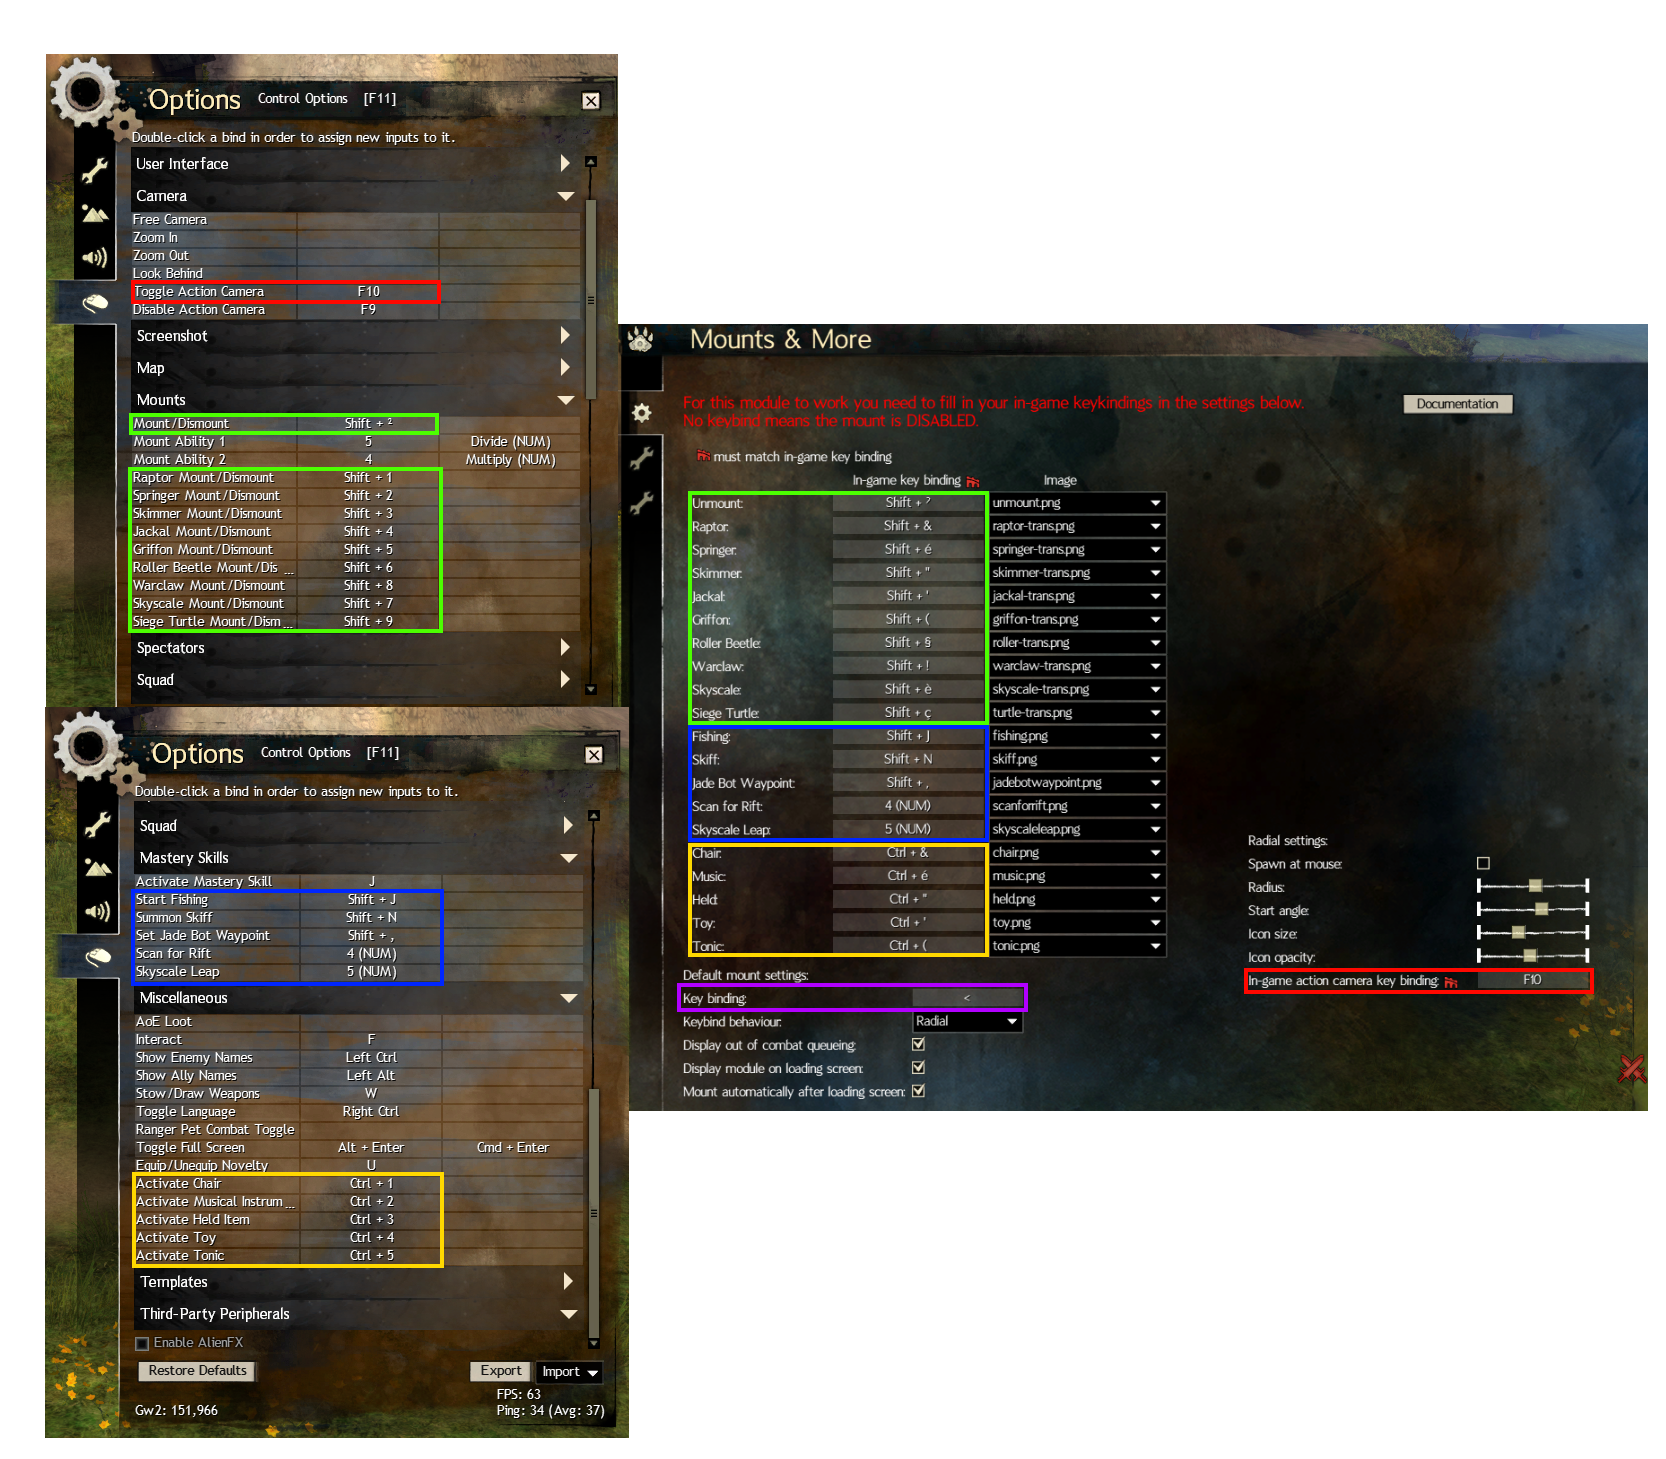 Options Control Options [F11]
Double-click a bind in order to assign new inputs to it.
User Interface
Camera
Free Camera
Zoom In
Zoom Out
Look Behind
Toggle Action Camera F10
Disable Action Camera F9
Screenshot
Map
Mounts
Mount/Dismount Shift + ²
Mount Ability 1 5 Divide (NUM)
Mount Ability 2 4 Multiply (NUM)
Raptor Mount/Dismount Shift + 1
Springer Mount/Dismount Shift + 2
Skimmer Mount/Dismount Shift + 3
Jackal Mount/Dismount Shift + 4
Griffon Mount/Dismount Shift + 5
Roller Beetle Mount/Dis ... Shift + 6
Warclaw Mount/Dismount Shift + 8
Skyscale Mount/Dismount Shift + 7
Siege Turtle Mount/Dism ... Shift + 9
Spectators
Squad
Options Control Options [F11]
Double-click a bind in order to assign new inputs to it.
Squad
Mastery Skills
Activate Mastery Skill J
Start Fishing Shift + J
Summon Skiff Shift + N
Set Jade Bot Waypoint Shift + ,
Scan for Rift 4 (NUM)
Skyscale Leap 5 (NUM)
Miscellaneous
AoE Loot
Interact F
Show Enemy Names Left Ctrl
Show Ally Names Left Alt
Stow/Draw Weapons W
Toggle Language Right Ctrl
Ranger Pet Combat Toggle
Toggle Full Screen Alt + Enter Cmd + Enter
Equip/Unequip Novelty U
Activate Chair Ctrl + 1
Activate Musical Instrum ... Ctrl + 2
Activate Held Item Ctrl + 3
Activate Toy Ctrl + 4
Activate Tonic Ctrl + 5
Templates
Third-Party Peripherals
Enable AlienFX
Restore Defaults Export Import
FPS: 63
Gw2: 151,966 Ping: 34 (Avg: 37)
Mounts & More
For this module to work you need to fill in your in-game keykindings in the settings below.
No keybind means the mount is DISABLED.
Documentation
must match in-game key binding
In-game key binding Image
Unmount: Shift + ² unmount.png
Raptor: Shift + & raptor-trans.png
Springer: Shift + é springer-trans.png
Skimmer: Shift + " skimmer-trans.png
Jackal: Shift + ' jackal-trans.png
Griffon: Shift + ( griffon-trans.png
Roller Beetle: Shift + § roller-trans.png
Warclaw: Shift + ! warclaw-trans.png
Skyscale: Shift + è skyscale-trans.png
Siege Turtle: Shift + ç turtle-trans.png
Fishing: Shift + J fishing.png
Skiff: Shift + N skiff.png
Jade Bot Waypoint: Shift + , jadebotwaypoint.png
Scan for Rift: 4 (NUM) scanforrift.png
Skyscale Leap: 5 (NUM) skyscaleleap.png
Chair: Ctrl + & chair.png
Music: Ctrl + é music.png
Held: Ctrl + " held.png
Toy: Ctrl + ' toy.png
Tonic: Ctrl + ( tonic.png
Default mount settings:
Key binding: <
Keybind behaviour: Radial
Display out of combat queueing:
Display module on loading screen:
Mount automatically after loading screen:
Radial settings:
Spawn at mouse:
Radius:
Start angle:
Icon size:
Icon opacity:
In-game action camera key binding: F10